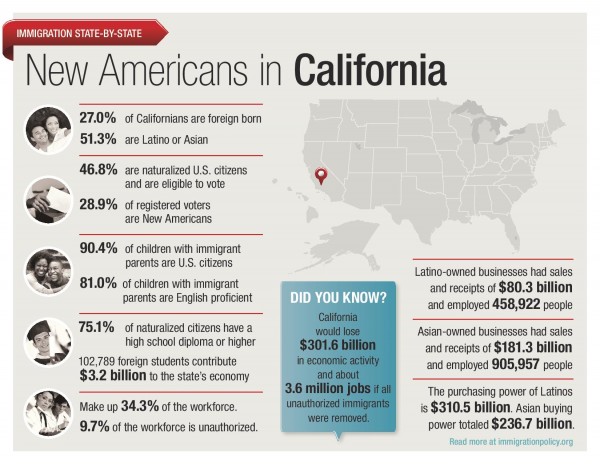 IMMIGRATION STATE-BY-STATE
New Americans in California
27.0% of Californians are foreign born
51.3% are Latino or Asian
46.8% are naturalized U.S. citizens
and are eligible to vote
28.9% of registered voters
are New Americans
90.4% of children with immigrant
parents are U.S. citizens
81.0% of children with immigrant
parents are English proficient
75.1% of naturalized citizens have a
high school diploma or higher
102,789 foreign students contribute
$3.2 billion to the state's economy
Make up 34.3% of the workforce.
9.7% of the workforce is unauthorized.
DID YOU KNOW?
California
would lose
$301.6 billion
in economic activity
and about
3.6 million jobs if all
unauthorized immigrants
were removed.
Latino-owned businesses had sales
and receipts of $80.3 billion
and employed 458,922 people
Asian-owned businesses had sales
and receipts of $181.3 billion
and employed 905,957 people
The purchasing power of Latinos
is $310.5 billion. Asian buying
power totaled $236.7 billion.
Read more at immigrationpolicy.org